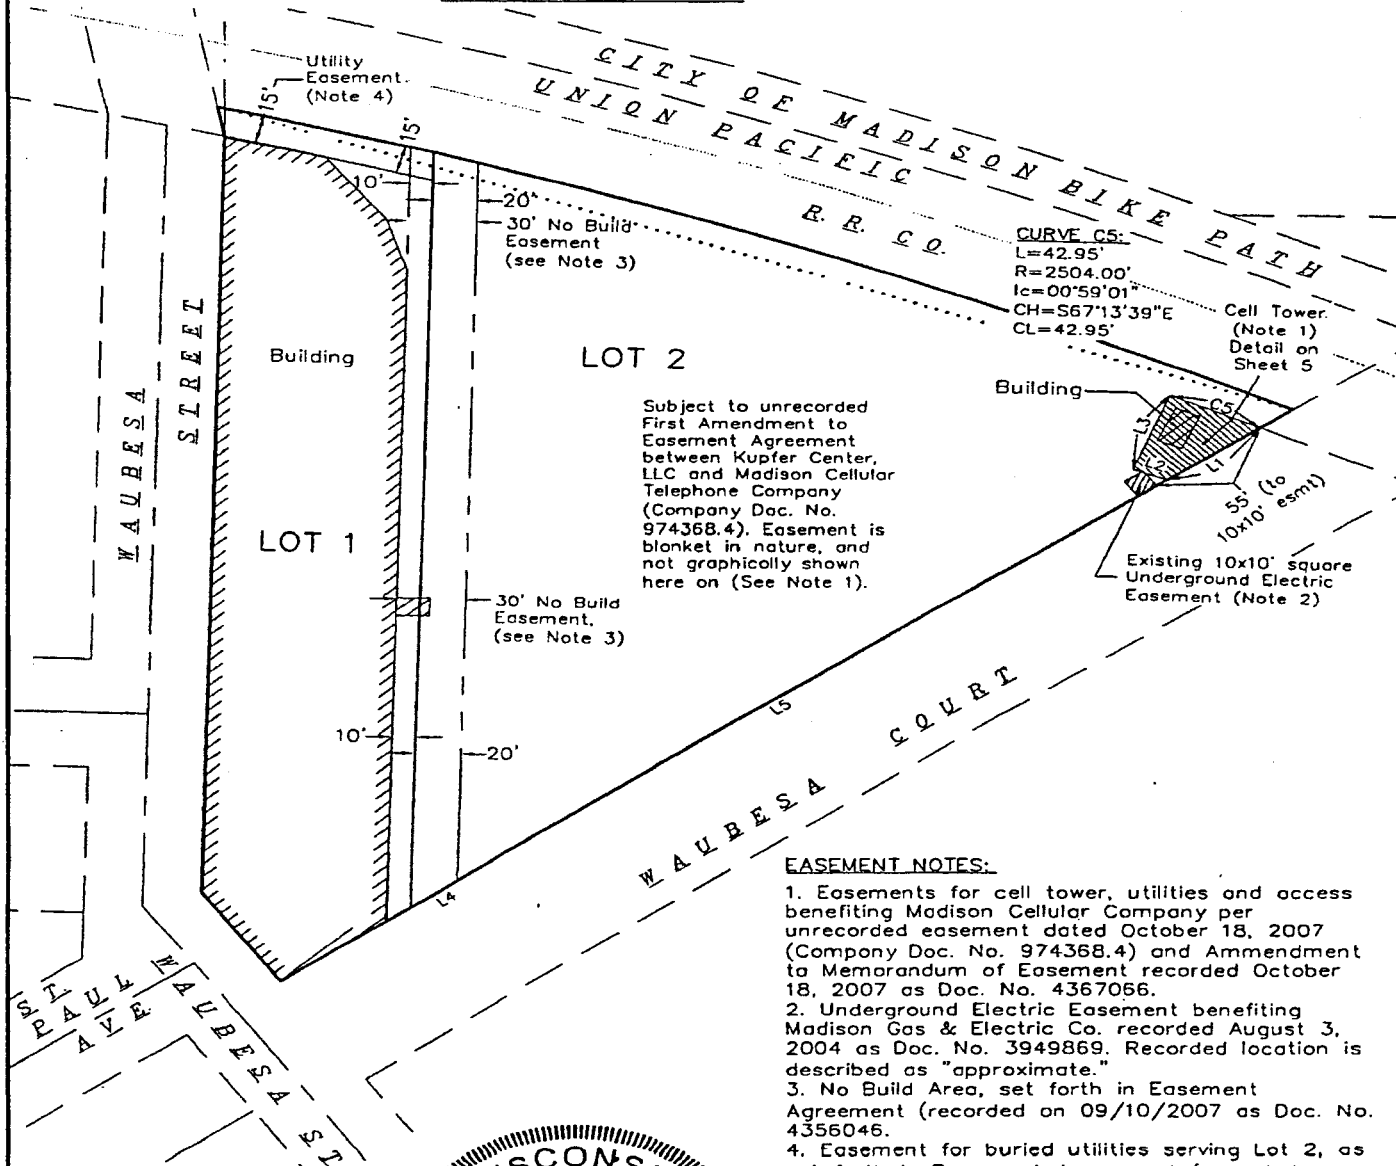 CITY OF MADISON BIKE PATH
UNION PACIFIC
R. R. CO.
Utility
Easement.
(Note 4)
15'
15'
10'
20'
30' No Build
Easement
(see Note 3)
CURVE C5:
L=42.95'
R=2504.00'
Ic=00°59'01"
CH=S67°13'39"E
CL=42.95'
Cell Tower.
(Note 1)
Detail on
Sheet 5
WAUBESA
STREET
Building
LOT 2
Building
C5
L3
L2
L1
55' (to
10x10' esmt)
Subject to unrecorded
First Amendment to
Easement Agreement
between Kupfer Center,
LLC and Madison Cellular
Telephone Company
(Company Doc. No.
974368.4). Easement is
blanket in nature, and
not graphically shown
here on (See Note 1).
LOT 1
Existing 10x10' square
Underground Electric
Easement (Note 2)
30' No Build
Easement.
(see Note 3)
L5
10'
20'
L4
WAUBESA COURT
ST.
PAUL
AVE
WAUBESA ST
EASEMENT NOTES:
1. Easements for cell tower, utilities and access
benefiting Madison Cellular Company per
unrecorded easement dated October 18, 2007
(Company Doc. No. 974368.4) and Ammendment
to Memorandum of Easement recorded October
18, 2007 as Doc. No. 4367066.
2. Underground Electric Easement benefiting
Madison Gas & Electric Co. recorded August 3,
2004 as Doc. No. 3949869. Recorded location is
described as "approximate."
3. No Build Area, set forth in Easement
Agreement (recorded on 09/10/2007 as Doc. No.
4356046.
4. Easement for buried utilities serving Lot 2, as
SCONS